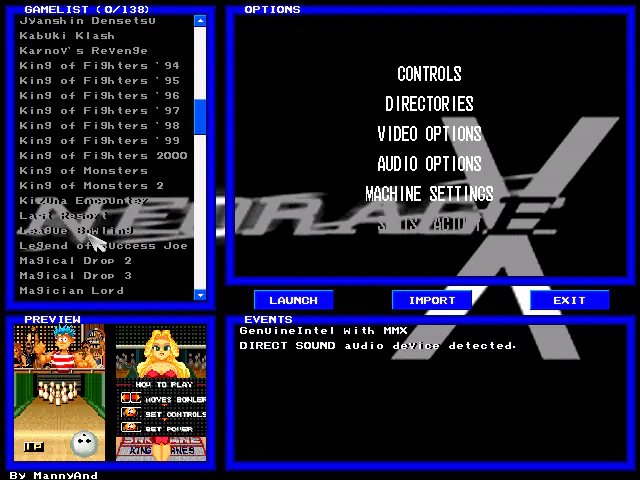 GAMELIST (0/138)
Jyanshin Densetsu
Kabuki Klash
Karnov's Revenge
King of Fighters '94
King of Fighters '95
King of Fighters '96
King of Fighters '97
King of Fighters '98
King of Fighters '99
King of Fighters 2000
King of Monsters
King of Monsters 2
Kizuna Encounter
Last Resort
League Bowling
Legend of Success Joe
Magical Drop 2
Magical Drop 3
Magician Lord
OPTIONS
CONTROLS
DIRECTORIES
VIDEO OPTIONS
AUDIO OPTIONS
MACHINE SETTINGS
NEORAGE
X
LAUNCH
IMPORT
EXIT
PREVIEW
1P
HOW TO PLAY
MOVES BOWLER
SET CONTROLS
SET POWER
EVENTS
GenuineIntel with MMX
DIRECT SOUND audio device detected.
By MannyAnd